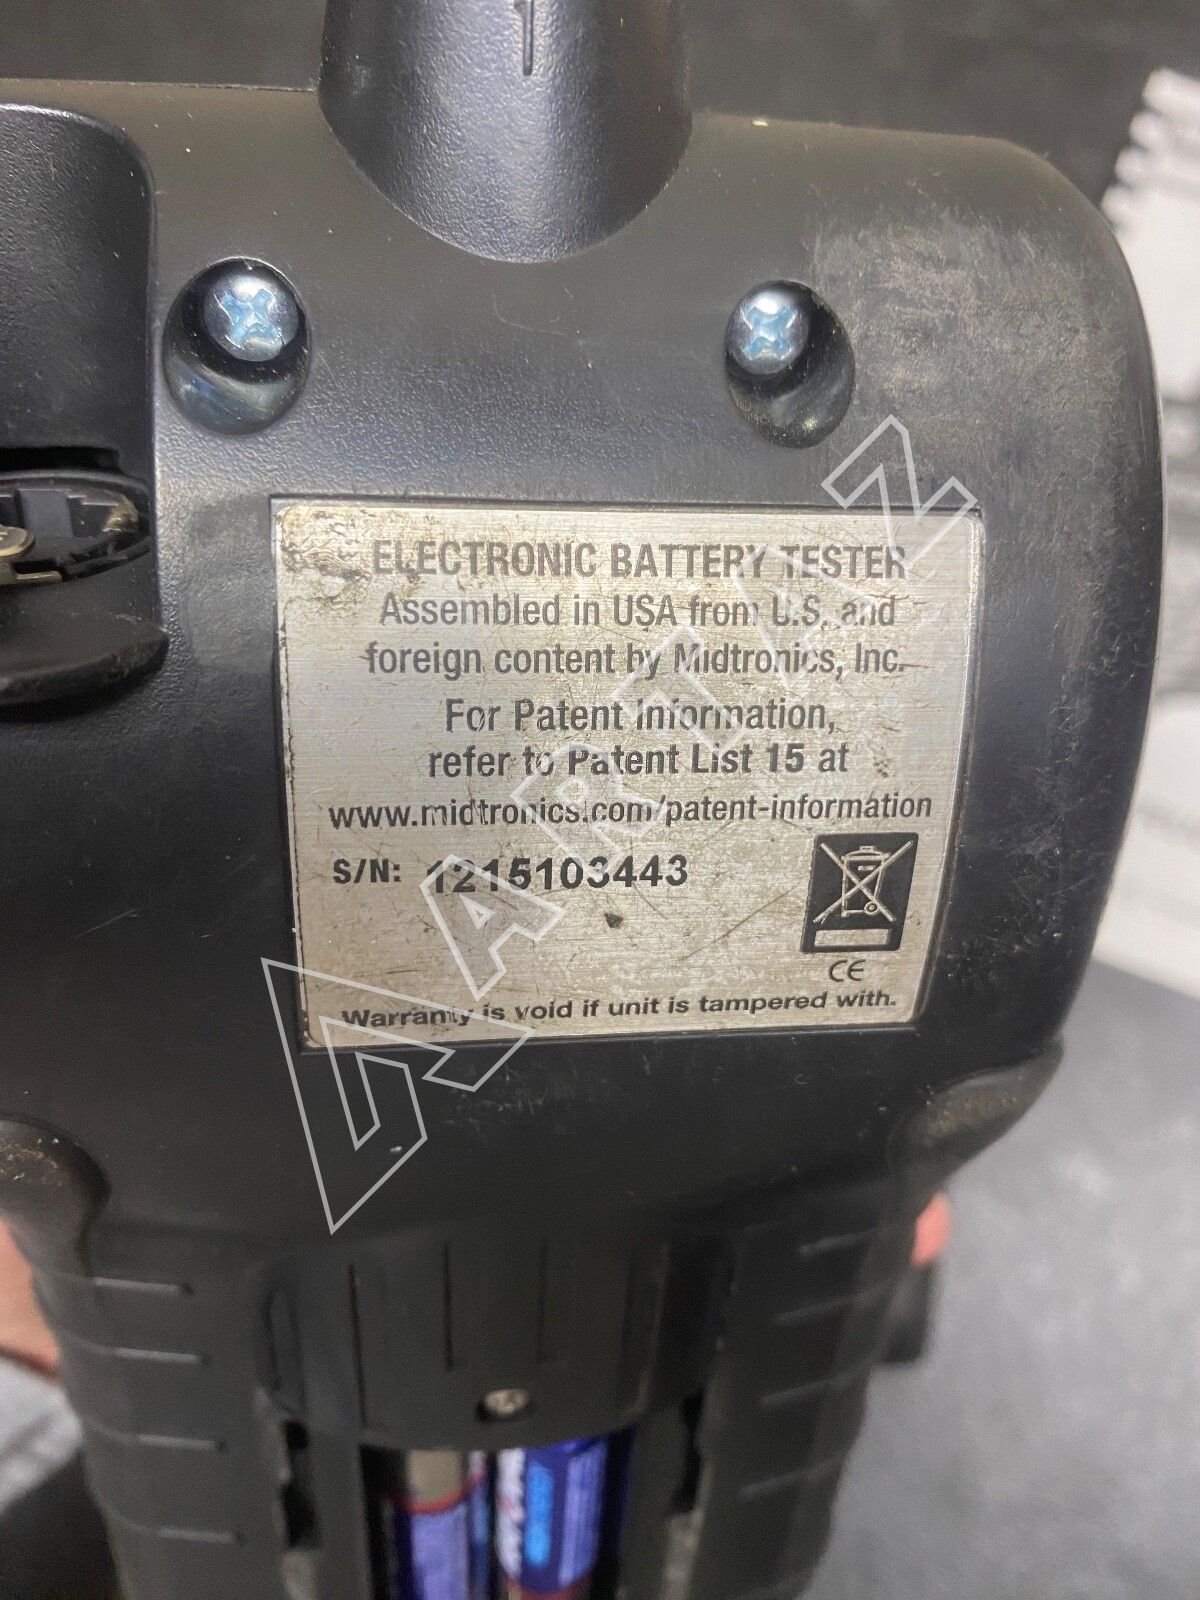 ELECTRONIC BATTERY TESTER
Assembled in USA from U.S. and
foreign content by Midtronics, Inc.
For Patent Information,
refer to Patent List 15 at
www.midtronics.com/patent-information
S/N: 1215103443
CE
Warranty is void if unit is tampered with.
ARTAZ